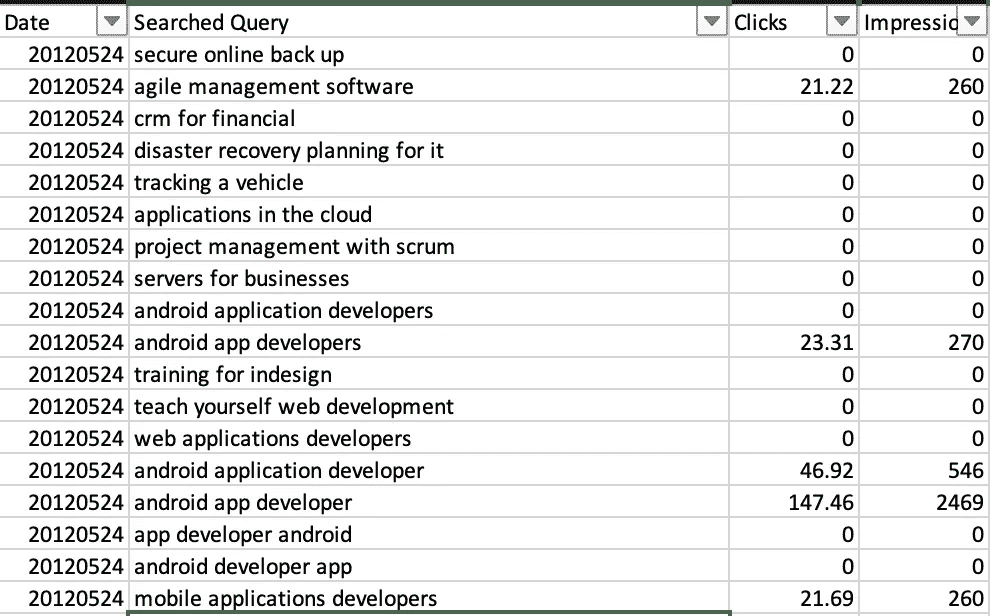 Date Searched Query Clicks Impressio
20120524 secure online back up 0 0
20120524 agile management software 21.22 260
20120524 crm for financial 0 0
20120524 disaster recovery planning for it 0 0
20120524 tracking a vehicle 0 0
20120524 applications in the cloud 0 0
20120524 project management with scrum 0 0
20120524 servers for businesses 0 0
20120524 android application developers 0 0
20120524 android app developers 23.31 270
20120524 training for indesign 0 0
20120524 teach yourself web development 0 0
20120524 web applications developers 0 0
20120524 android application developer 46.92 546
20120524 android app developer 147.46 2469
20120524 app developer android 0 0
20120524 android developer app 0 0
20120524 mobile applications developers 21.69 260